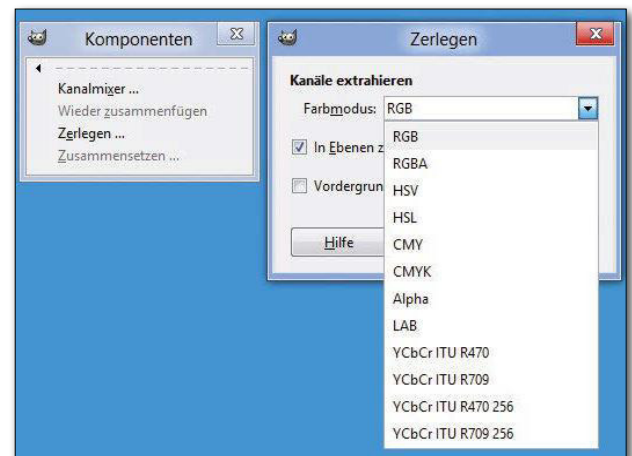 Komponenten
Kanalmixer ...
Wieder zusammenfügen
Zerlegen ...
Zusammensetzen ...
Zerlegen
Kanäle extrahieren
Farbmodus: RGB
In Ebenen
Vordergrun
Hilfe
RGB
RGBA
HSV
HSL
CMY
CMYK
Alpha
LAB
YCbCr ITU R470
YCbCr ITU R709
YCbCr ITU R470 256
YCbCr ITU R709 256